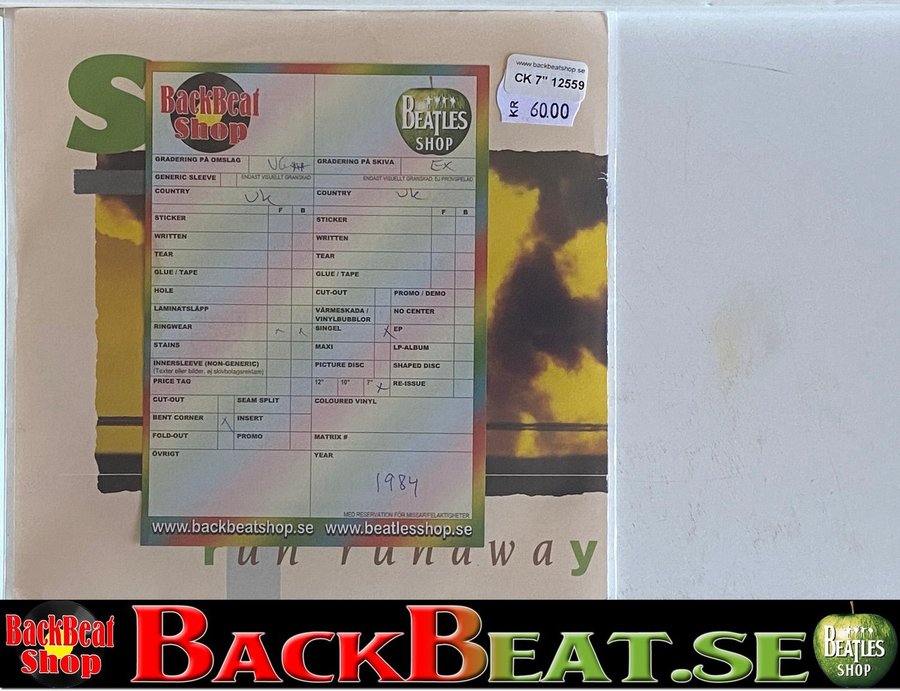 S
www.backbeatshop.se
CK 7" 12559
KR 60.00
BackBeat
Shop
BEATLES
SHOP
GRADERING PÅ OMSLAG
GRADERING PÅ SKIVA EX
GENERIC SLEEVE
ENDAST VISUELLT GRANSKAD
ENDAST VISUELLT GRANSKAD, EJ PROVSPELAD
COUNTRY UK
COUNTRY UK
F B
F B
STICKER
STICKER
WRITTEN
WRITTEN
TEAR
TEAR
GLUE / TAPE
GLUE / TAPE
HOLE
CUT-OUT
PROMO / DEMO
LAMINATSLÄPP
VÄRMESKADA /
VINYLBUBBLOR
NO CENTER
RINGWEAR
SINGEL X
EP
STAINS
MAXI
LP-ALBUM
INNERSLEEVE (NON-GENERIC)
(Texter eller bilder, ej skivbolagsreklam)
PICTURE DISC
SHAPED DISC
PRICE TAG
12" 10" 7" X
RE-ISSUE
CUT-OUT
SEAM SPLIT
COLOURED VINYL
BENT CORNER X
INSERT
FOLD-OUT
PROMO
MATRIX #
ÖVRIGT
YEAR
1984
MED RESERVATION FÖR MISSAR/FELAKTIGHETER
www.backbeatshop.se www.beatlesshop.se
run runaway
BackBeat
Shop
BACKBEAT.SE
BEATLES
SHOP